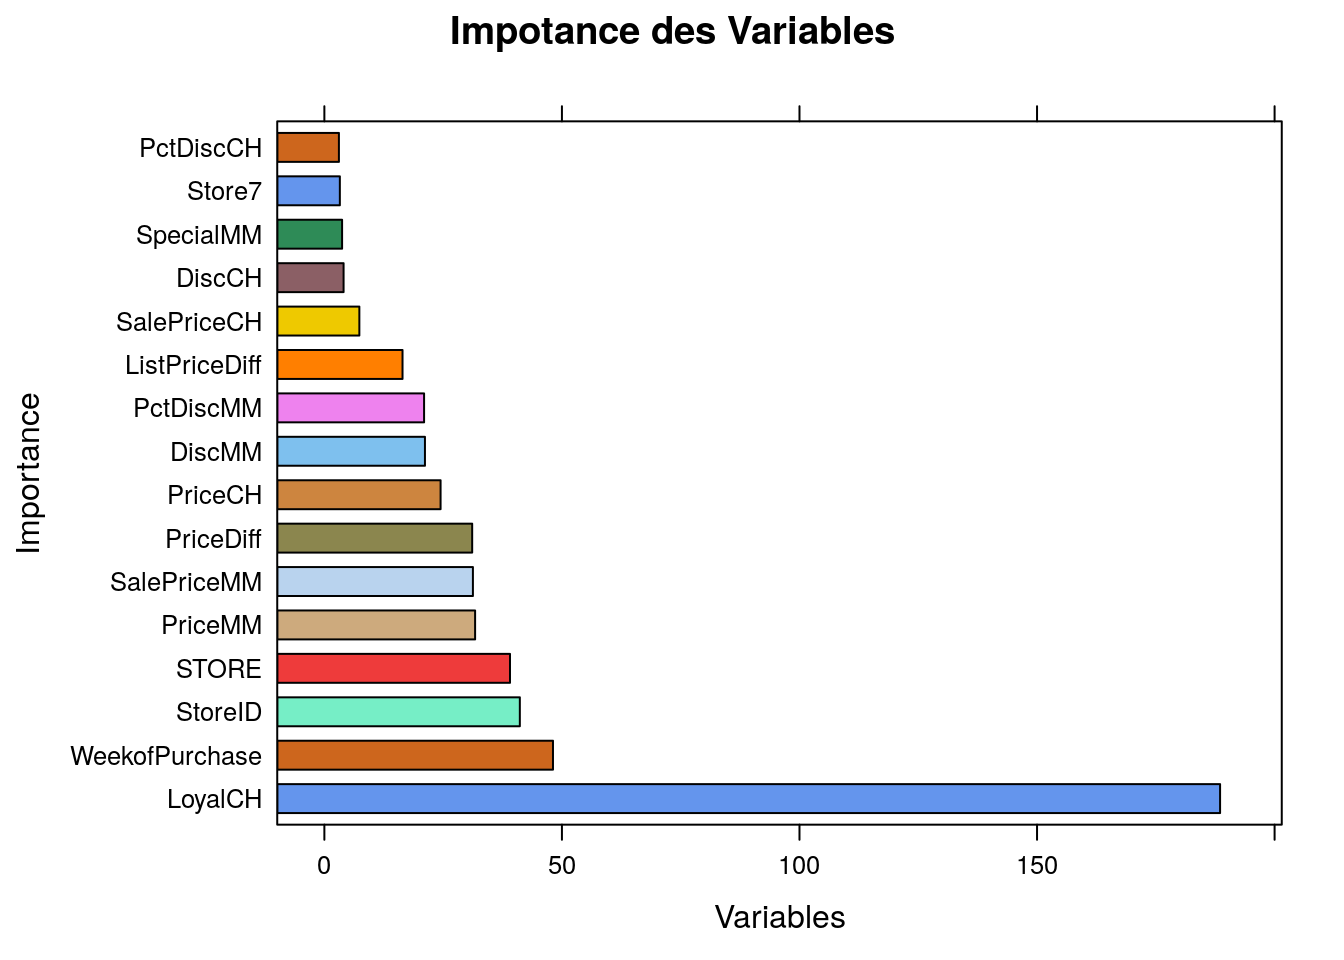 Impotance des Variables
PctDiscCH
Store7
SpecialMM
DiscCH
SalePriceCH
ListPriceDiff
PctDiscMM
DiscMM
PriceCH
PriceDiff
SalePriceMM
PriceMM
STORE
StoreID
WeekofPurchase
LoyalCH
Importance
0 50 100 150
Variables